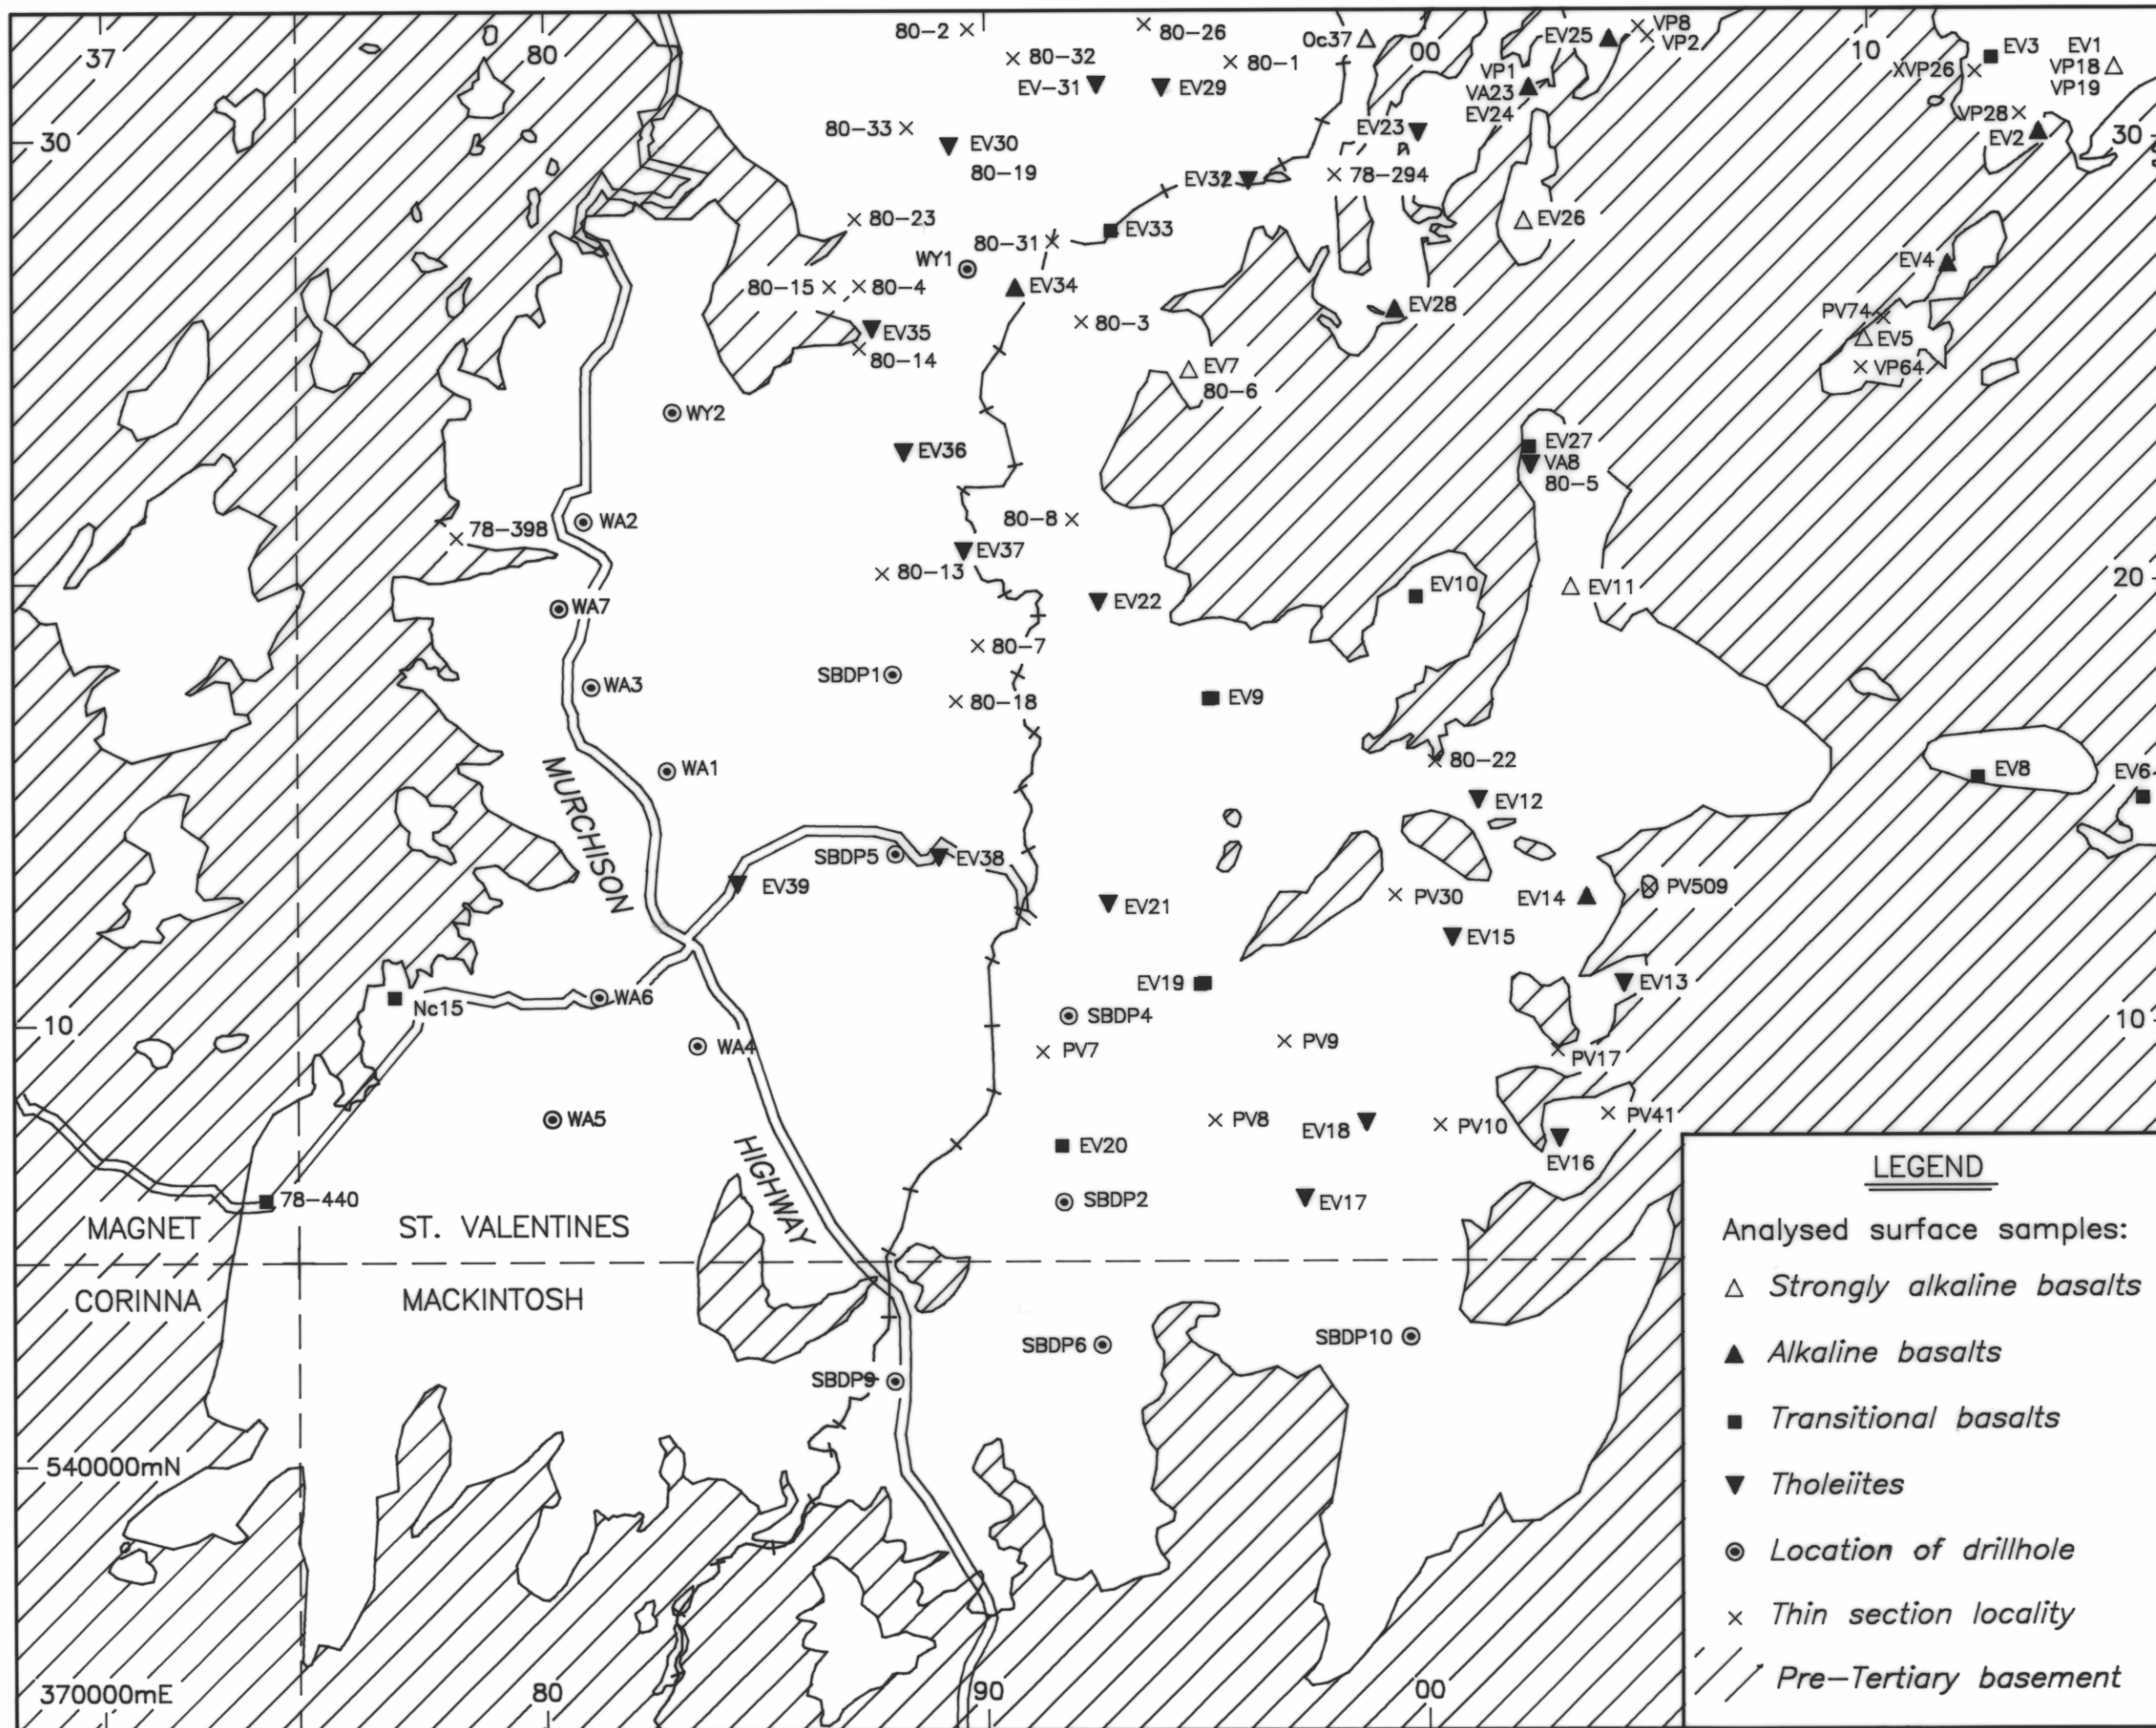 37
80
80-2
80-26
Oc37
00
EV25
VP8
VP2
10
EV3
EV1
VP18
VP19
80-32
80-1
EV-31
EV29
VP1
VA23
EV24
XVP26
VP28
EV2
30
30
80-33
EV30
80-19
EV23
EV32
78-294
80-23
EV33
80-31
EV26
WY1
EV4
80-15
80-4
EV34
EV28
80-3
PV74
EV5
EV35
80-14
EV7
80-6
VP64
WY2
EV36
EV27
VA8
80-5
WA2
78-398
80-8
EV37
80-13
EV22
EV10
EV11
20
WA7
80-7
SBDP1
WA3
80-18
EV9
80-22
WA1
EV8
EV6
EV12
MURCHISON
SBDP5
EV38
EV39
EV21
PV30
EV14
PV509
EV15
EV19
EV13
Nc15
WA6
SBDP4
10
10
WA4
PV7
PV9
PV17
WA5
PV8
EV18
PV10
PV41
EV20
EV16
HIGHWAY
78-440
SBDP2
EV17
MAGNET
ST. VALENTINES
CORINNA
MACKINTOSH
SBDP6
SBDP10
SBDP9
540000mN
370000mE
80
90
00
LEGEND
Analysed surface samples:
Strongly alkaline basalts
Alkaline basalts
Transitional basalts
Tholeiites
Location of drillhole
Thin section locality
Pre-Tertiary basement